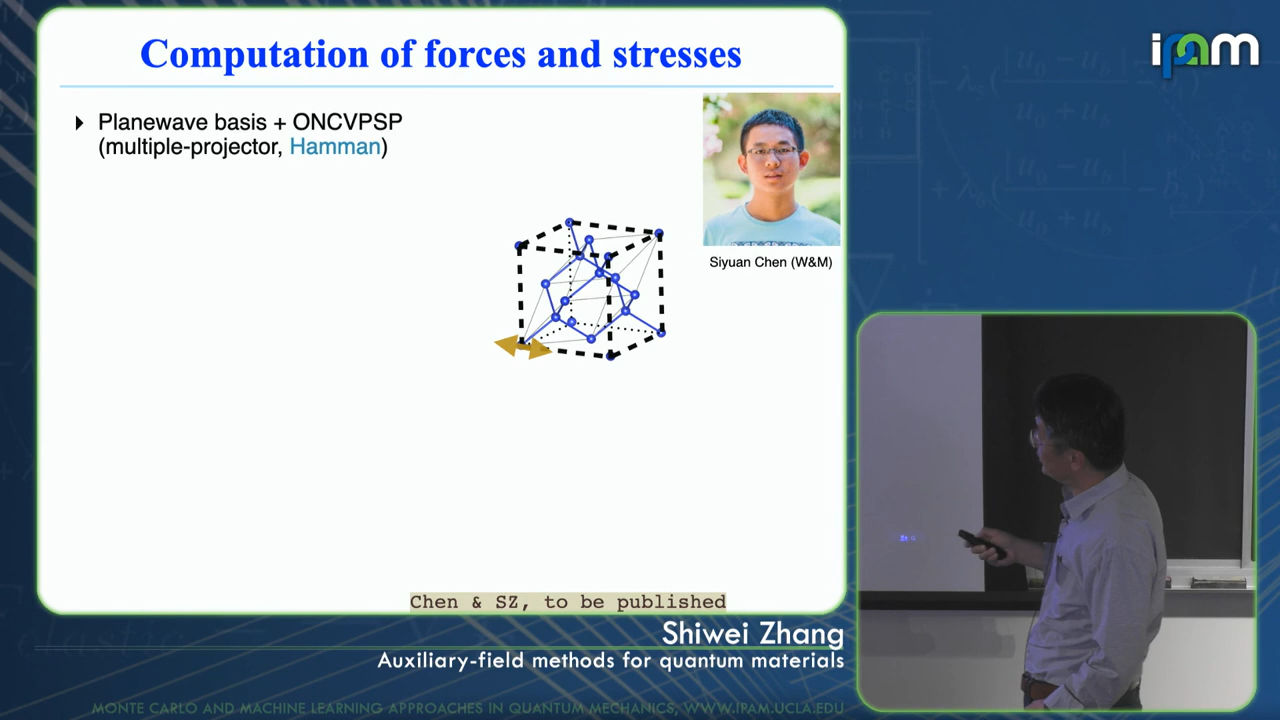 Computation of forces and stresses
Planewave basis + ONCVPSP
(multiple-projector, Hamman)
Siyuan Chen (W&M)
Chen & SZ, to be published
ipam
Shiwei Zhang
Auxiliary-field methods for quantum materials
MONTE CARLO AND MACHINE LEARNING APPROACHES IN QUANTUM MECHANICS, WWW.IPAM.UCLA.EDU